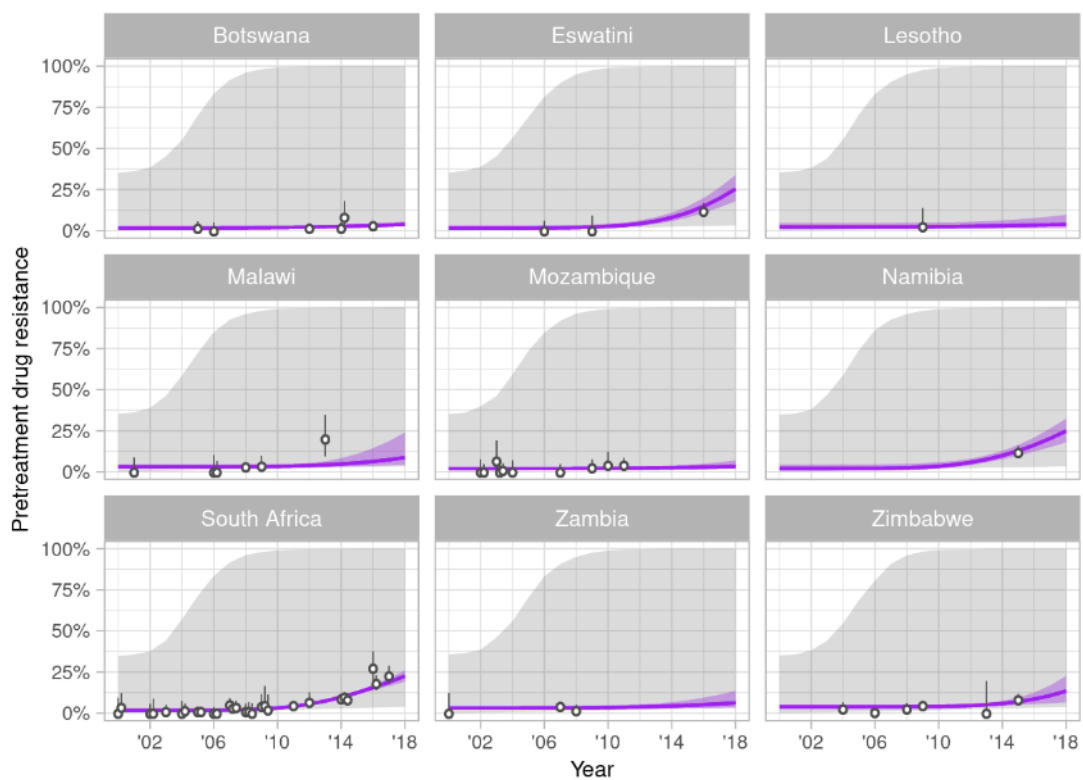 Botswana Eswatini Lesotho
100%
75%
50%
25%
0%
Malawi Mozambique Namibia
100%
75%
50%
25%
0%
South Africa Zambia Zimbabwe
100%
75%
50%
25%
0%
'02 '06 '10 '14 '18 '02 '06 '10 '14 '18 '02 '06 '10 '14 '18
Year
Pretreatment drug resistance